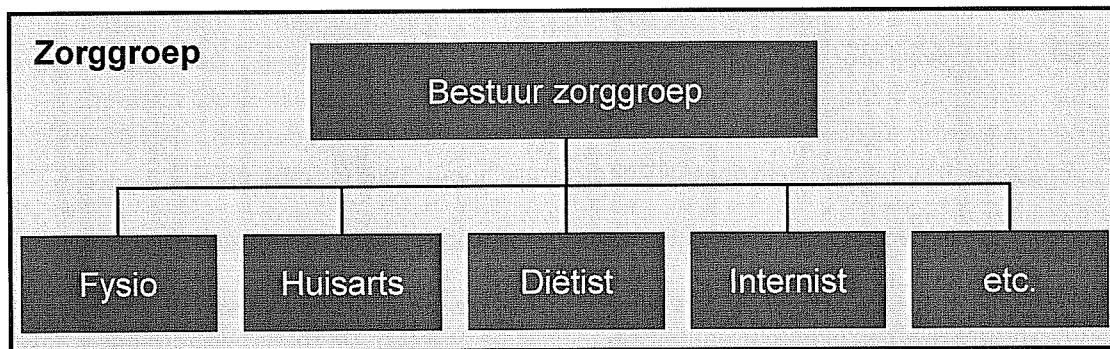 Zorggroep
Bestuur zorggroep
Fysio
Huisarts
Diëtist
Internist
etc.